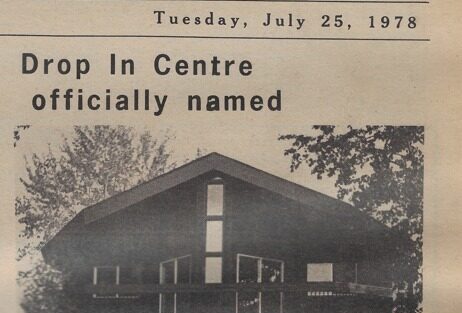 Tuesday, July 25, 1978
Drop In Centre
officially named